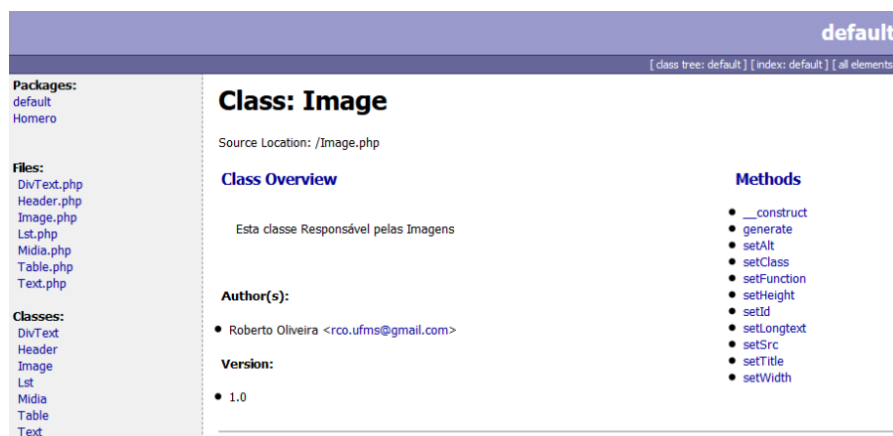 default
[ class tree: default ] [ index: default ] [ all elements
Packages:
default
Homero
Files:
DivText.php
Header.php
Image.php
Lst.php
Midia.php
Table.php
Text.php
Classes:
DivText
Header
Image
Lst
Midia
Table
Text
Class: Image
Source Location: /Image.php
Class Overview
Esta classe Responsável pelas Imagens
Author(s):
Roberto Oliveira <rco.ufms@gmail.com>
Version:
1.0
Methods
__construct
generate
setAlt
setClass
setFunction
setHeight
setId
setLongtext
setSrc
setTitle
setWidth